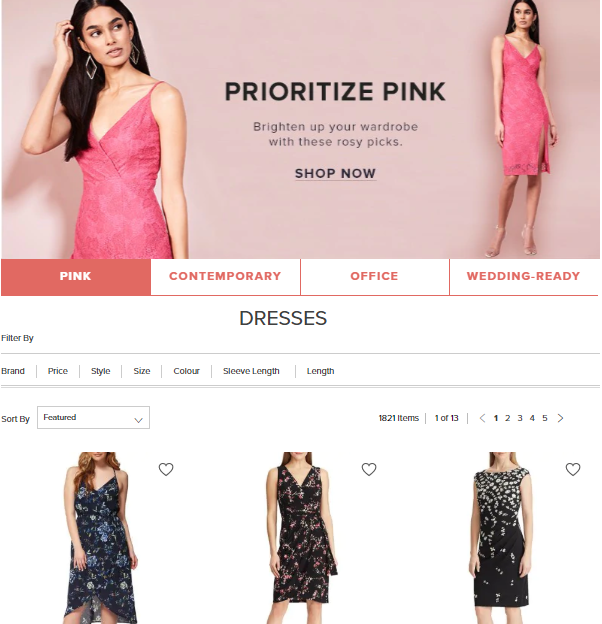 PRIORITIZE PINK
Brighten up your wardrobe
with these rosy picks.
SHOP NOW
PINK
CONTEMPORARY
OFFICE
WEDDING-READY
DRESSES
Filter By
Brand
Price
Style
Size
Colour
Sleeve Length
Length
Sort By
Featured
1821 Items
1 of 13
1 2 3 4 5